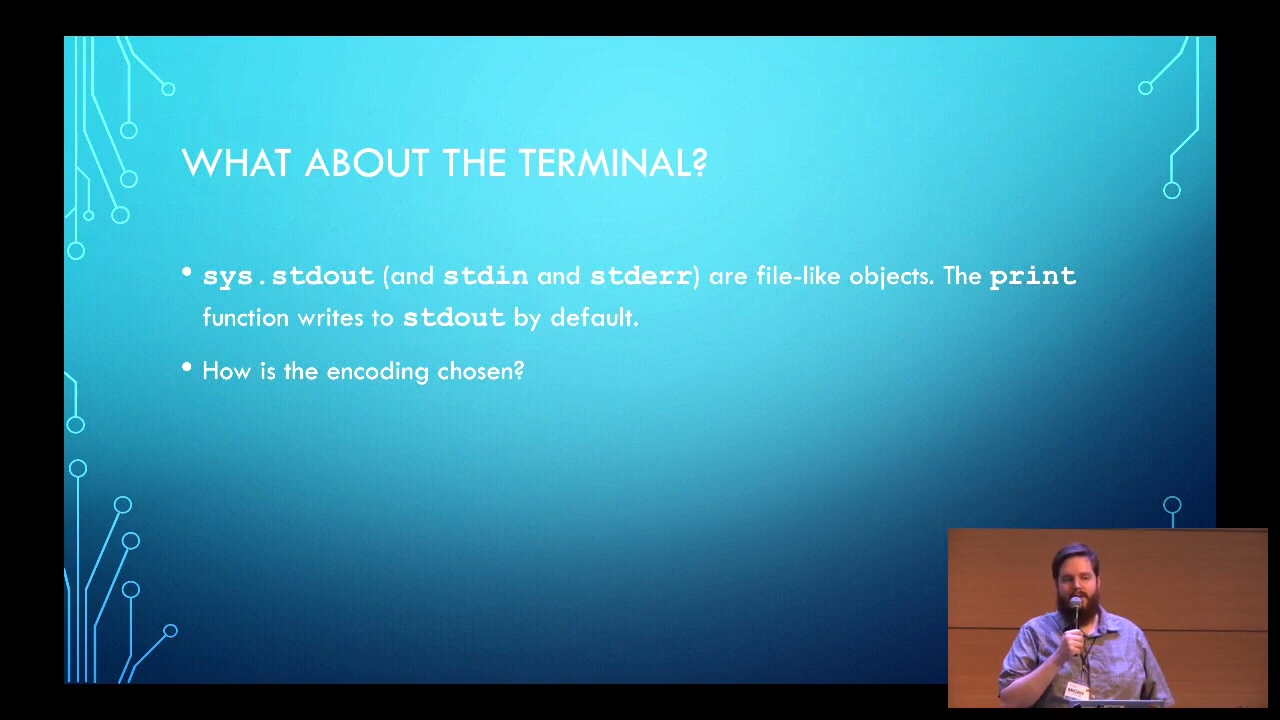 WHAT ABOUT THE TERMINAL?
• sys.stdout (and stdin and stderr) are file-like objects. The print
function writes to stdout by default.
• How is the encoding chosen?
MICAH